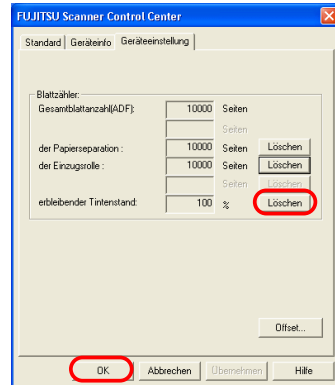 FUJITSU Scanner Control Center
Standard Geräteinfo Geräteeinstellung
Blattzähler:
Gesamtblattanzahl(ADF): 10000 Seiten
Seiten
der Papierseparation : 10000 Seiten Löschen
der Einzugsrolle : 10000 Seiten Löschen
Seiten Löschen
erbleibender Tintenstand: 100 % Löschen
Offset...
OK Abbrechen Übernehmen Hilfe